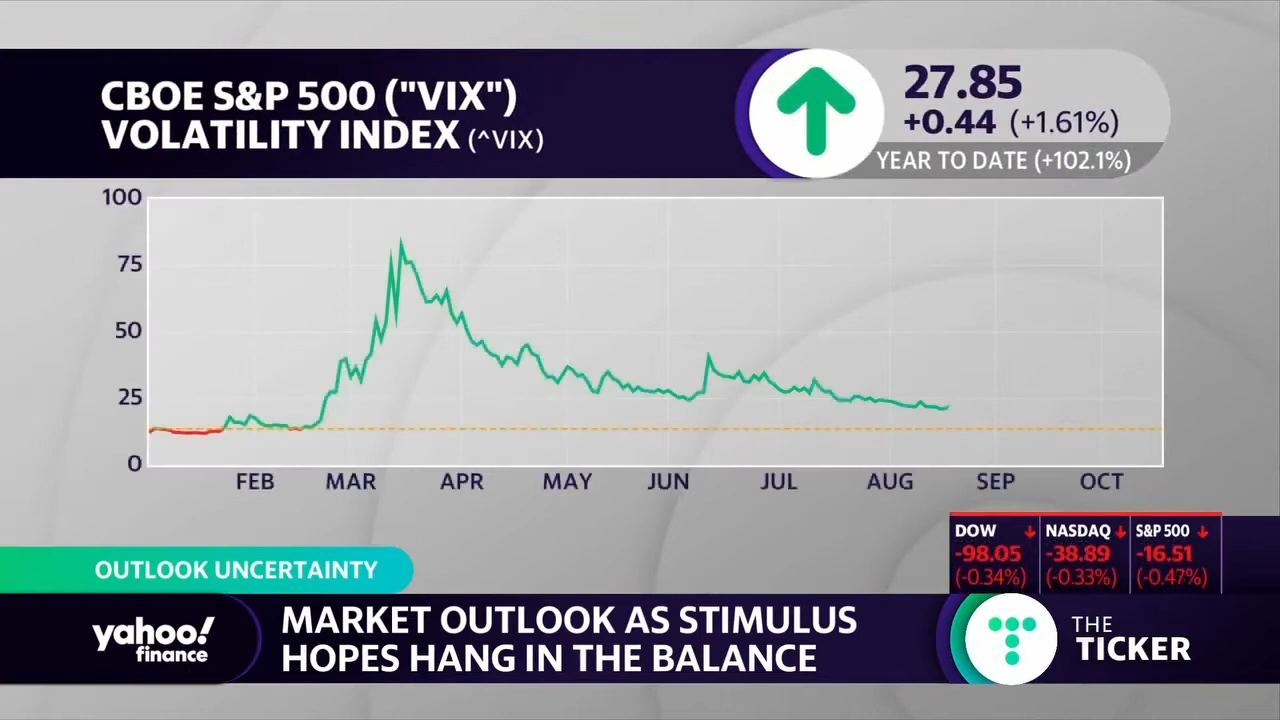 CBOE S&P 500 ("VIX")
VOLATILITY INDEX (^VIX)
27.85
+0.44 (+1.61%)
YEAR TO DATE (+102.1%)
100
75
50
25
0
FEB MAR APR MAY JUN JUL AUG SEP OCT
DOW NASDAQ S&P 500
-98.05 -38.89 -16.51
(-0.34%) (-0.33%) (-0.47%)
OUTLOOK UNCERTAINTY
yahoo!
finance
MARKET OUTLOOK AS STIMULUS
HOPES HANG IN THE BALANCE
THE
TICKER